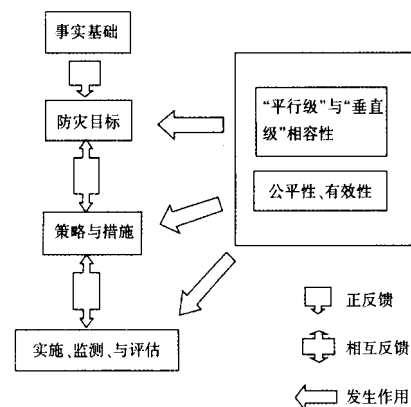 事实基础
防灾目标
“平行级”与“垂直
级”相容性
公平性、有效性
策略与措施
实施、监测、与评估
正反馈
相互反馈
发生作用